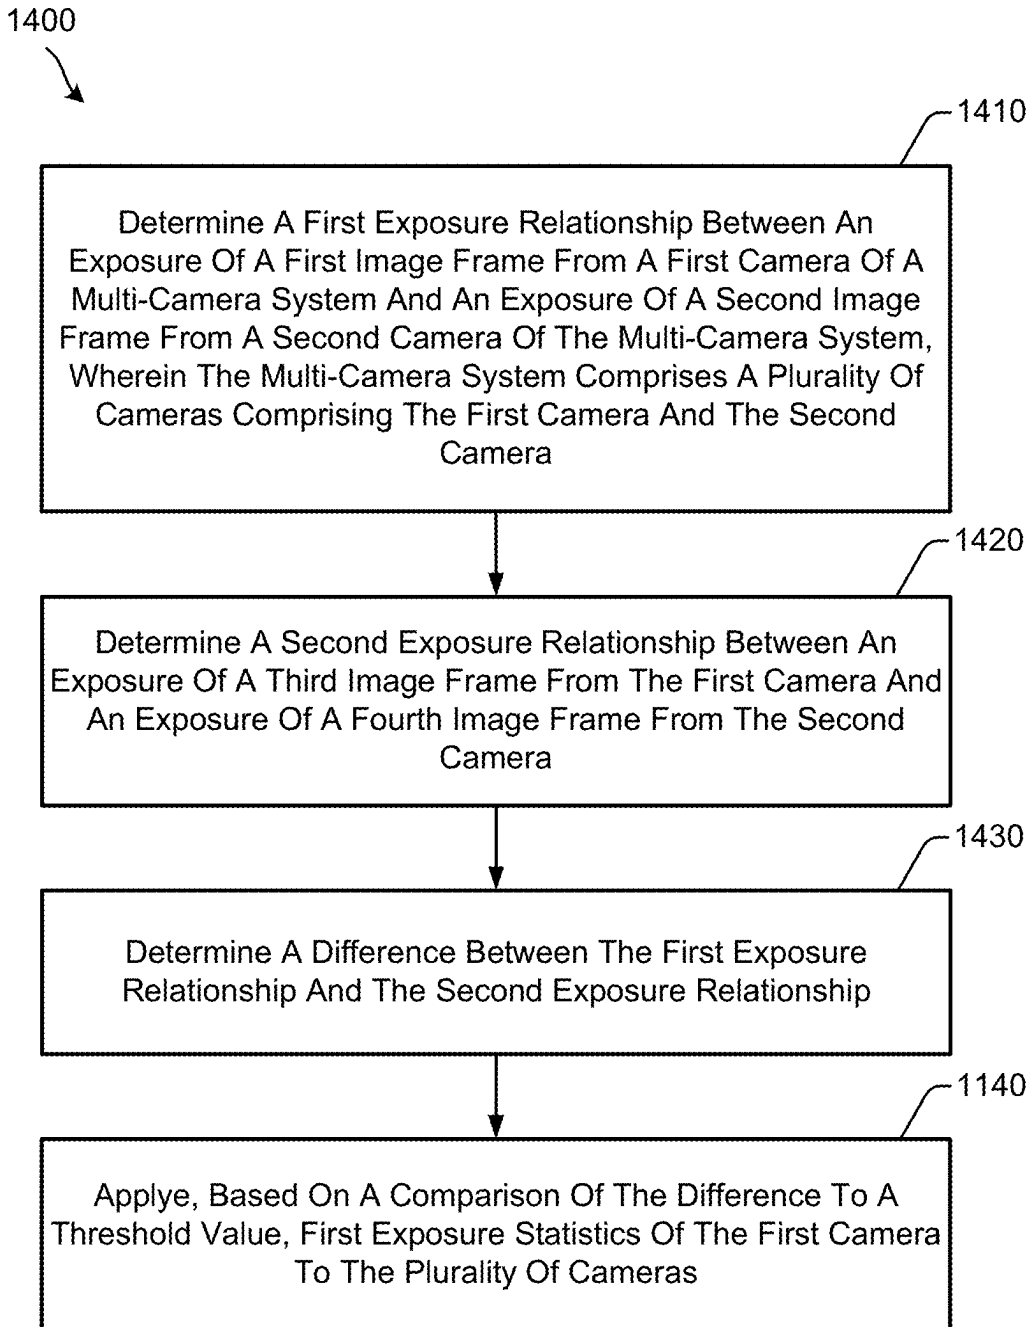 1400
1410
Determine A First Exposure Relationship Between An
Exposure Of A First Image Frame From A First Camera Of A
Multi-Camera System And An Exposure Of A Second Image
Frame From A Second Camera Of The Multi-Camera System,
Wherein The Multi-Camera System Comprises A Plurality Of
Cameras Comprising The First Camera And The Second
Camera
1420
Determine A Second Exposure Relationship Between An
Exposure Of A Third Image Frame From The First Camera And
An Exposure Of A Fourth Image Frame From The Second
Camera
1430
Determine A Difference Between The First Exposure
Relationship And The Second Exposure Relationship
1140
Applye, Based On A Comparison Of The Difference To A
Threshold Value, First Exposure Statistics Of The First Camera
To The Plurality Of Cameras